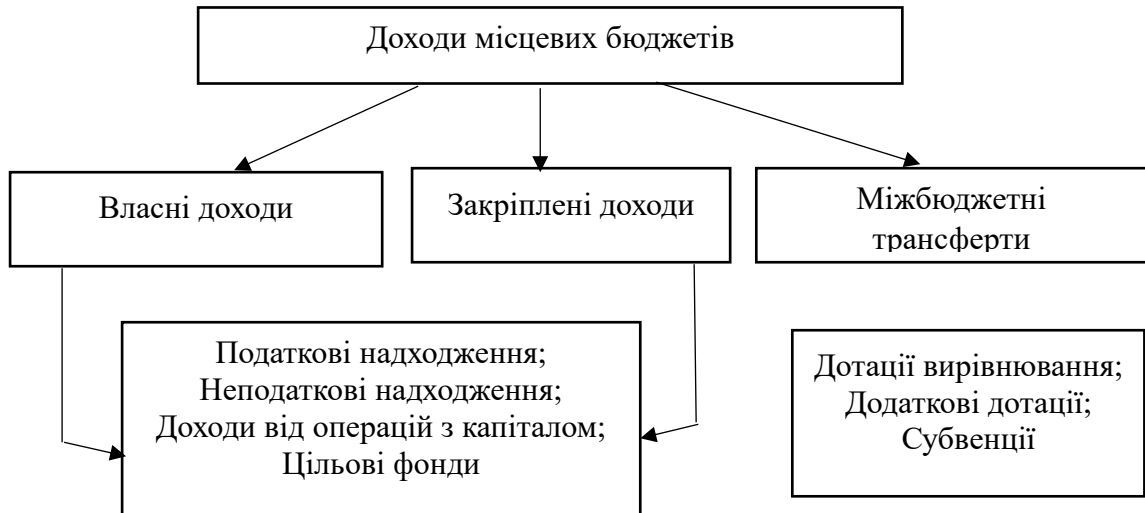 Доходи місцевих бюджетів
Власні доходи
Закріплені доходи
Міжбюджетні
трансферти
Податкові надходження;
Неподаткові надходження;
Доходи від операцій з капіталом;
Цільові фонди
Дотації вирівнювання;
Додаткові дотації;
Субвенції